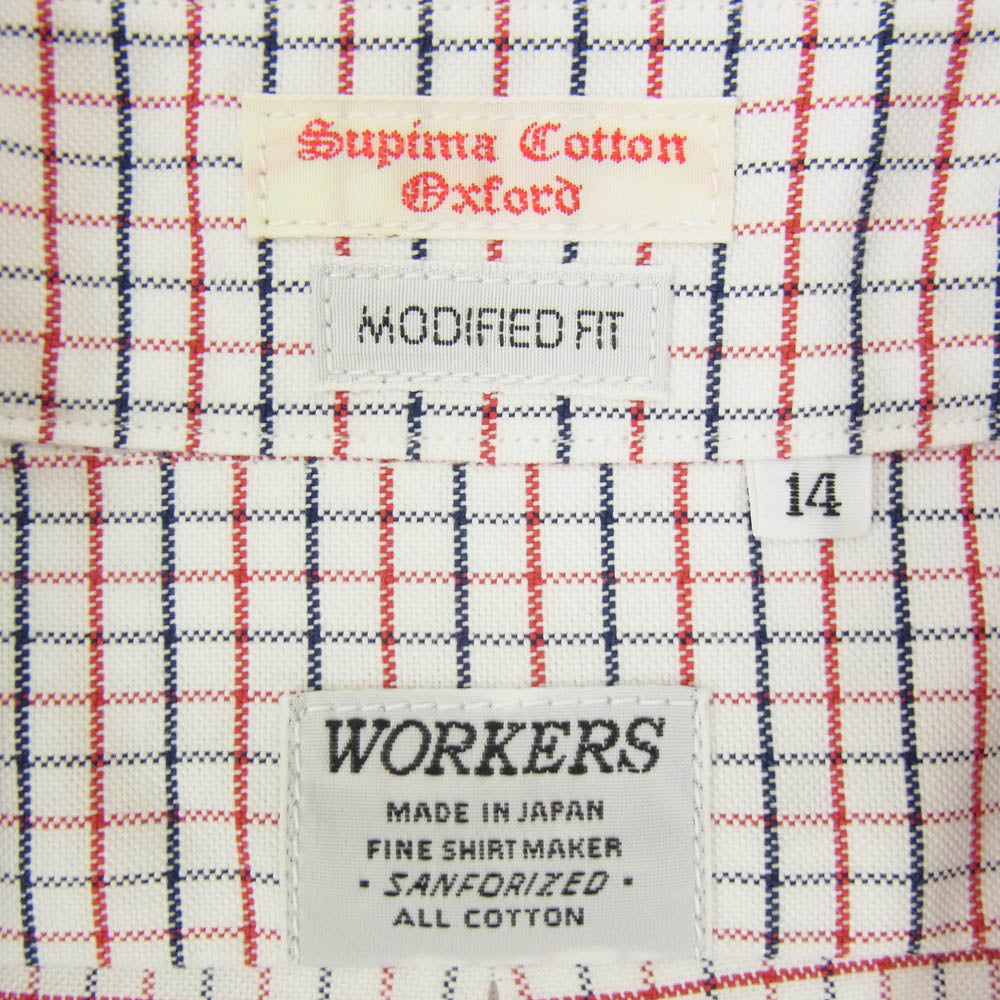 Supima Cotton
Oxford
MODIFIED FIT
14
WORKERS
MADE IN JAPAN
FINE SHIRTMAKER
· SANFORIZED ·
ALL COTTON